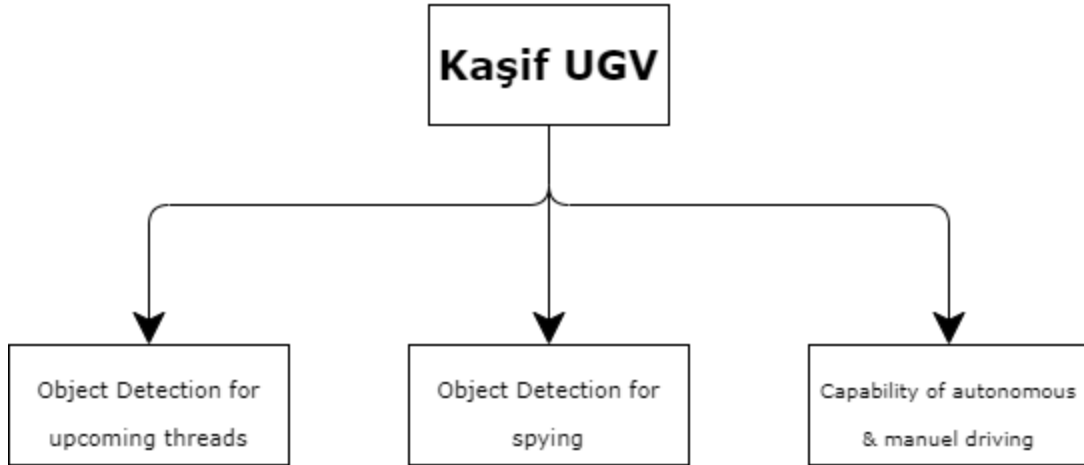 Kaşif UGV
Object Detection for
upcoming threads
Object Detection for
spying
Capability of autonomous
& manuel driving